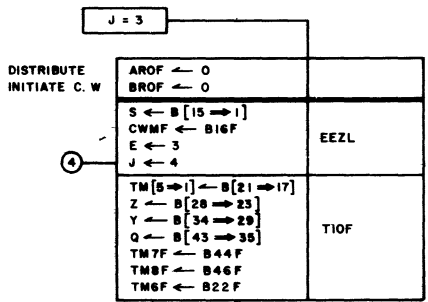 J = 3
DISTRIBUTE
INITIATE C. W
AROF ← 0
BROF ← 0
S ← B [15 ⇒ 1]
CWMF ← B16F
E ← 3
J ← 4
EEZL
4
TM[5 ⇒ 1] ← B[21 ⇒ 17]
Z ← B[28 ⇒ 23]
Y ← B[34 ⇒ 29]
Q ← B[43 ⇒ 35]
TM7F ← B44F
TM8F ← B46F
TM6F ← B22F
T10F